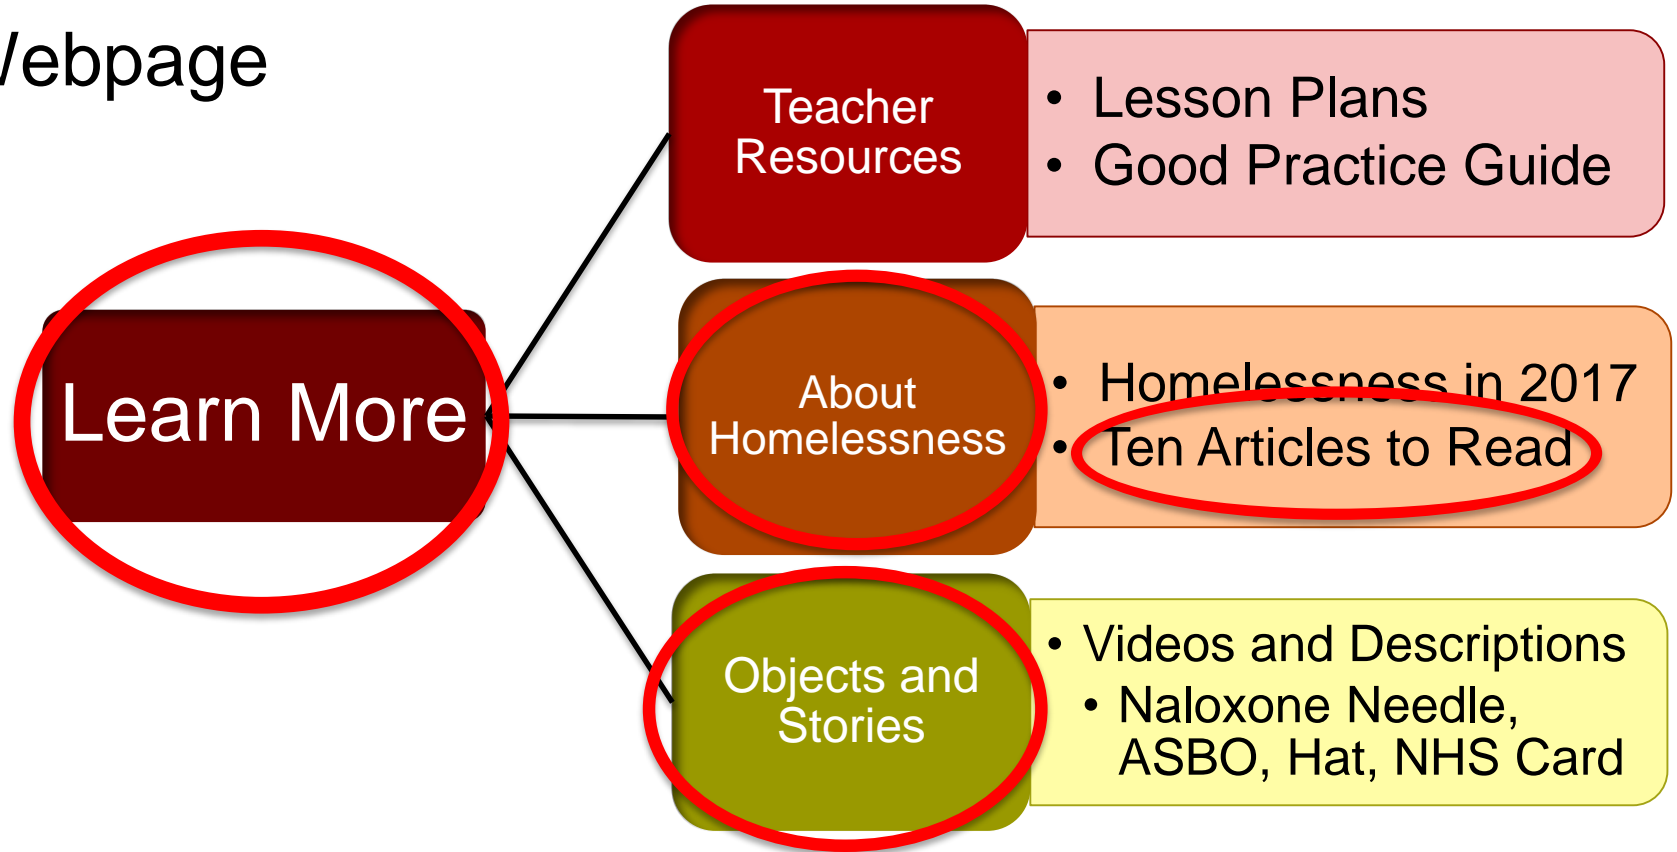 Webpage
Teacher
Resources
• Lesson Plans
• Good Practice Guide
Learn More
About
Homelessness
• Homelessness in 2017
• Ten Articles to Read
Objects and
Stories
• Videos and Descriptions
• Naloxone Needle,
ASBO, Hat, NHS Card